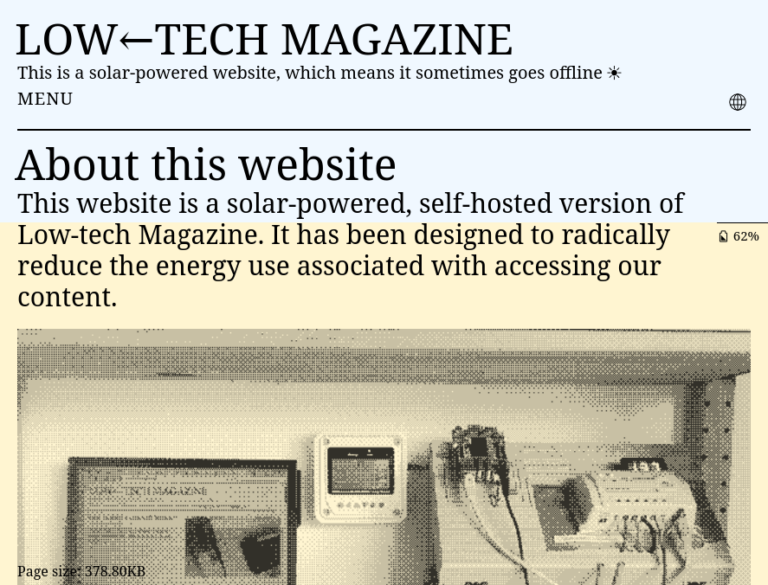 LOW←TECH MAGAZINE
This is a solar-powered website, which means it sometimes goes offline ☀
MENU
About this website
This website is a solar-powered, self-hosted version of
Low-tech Magazine. It has been designed to radically
reduce the energy use associated with accessing our
content.
62%
LOW←TECH MAGAZINE
Page size: 378.80KB